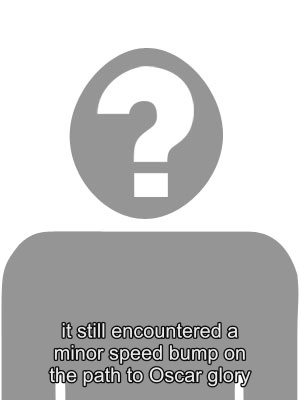 ?
it still encountered a
minor speed bump on
the path to Oscar glory